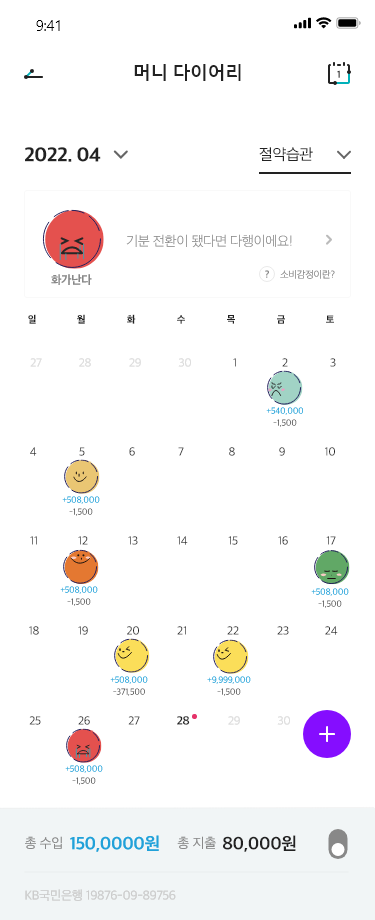 9:41
머니 다이어리
1
2022. 04
절약습관
기분 전환이 됐다면 다행이에요!
화가난다
? 소비감정이란?
일 월 화 수 목 금 토
27 28 29 30 1 2 3
+540,000
-1,500
4 5 6 7 8 9 10
+508,000
-1,500
11 12 13 14 15 16 17
+508,000 +508,000
-1,500 -1,500
18 19 20 21 22 23 24
+508,000 +9,999,000
-371,500 -1,500
25 26 27 28 29 30
+508,000
-1,500
총 수입 150,0000원 총 지출 80,000원
KB국민은행 19876-09-89756